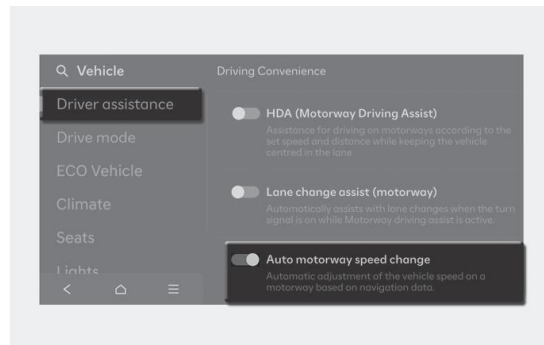 Vehicle
Driver assistance
Drive mode
ECO Vehicle
Climate
Seats
Lights
Driving Convenience
HDA (Motorway Driving Assist)
Assistance for driving on motorways according to the
set speed and distance while keeping the vehicle
centred in the lane
Lane change assist (motorway)
Automatically assists with lane changes when the turn
signal is on while Motorway driving assist is active.
Auto motorway speed change
Automatic adjustment of the vehicle speed on a
motorway based on navigation data.